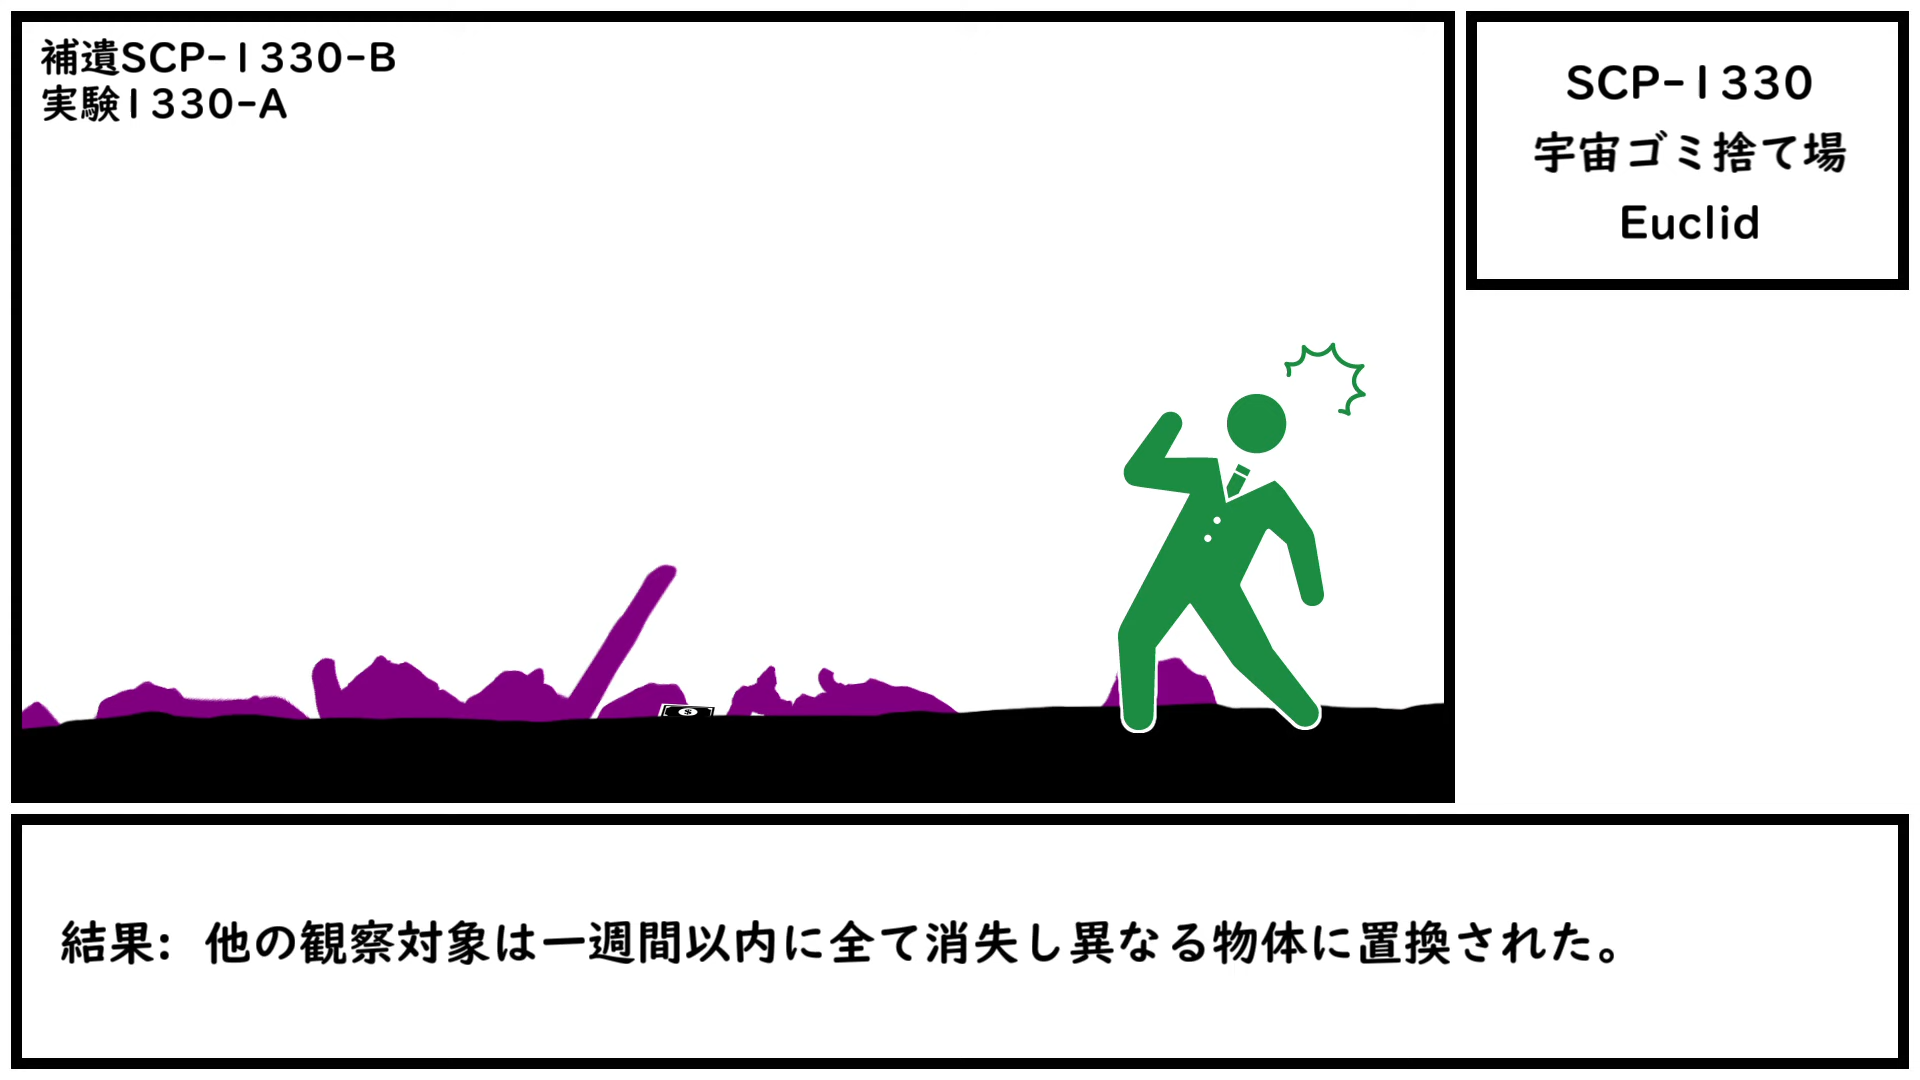 補遺SCP-1330-B
実験1330-A
SCP-1330
宇宙ゴミ捨て場
Euclid
$
結果: 他の観察対象は一週間以内に全て消失し異なる物体に置換された。